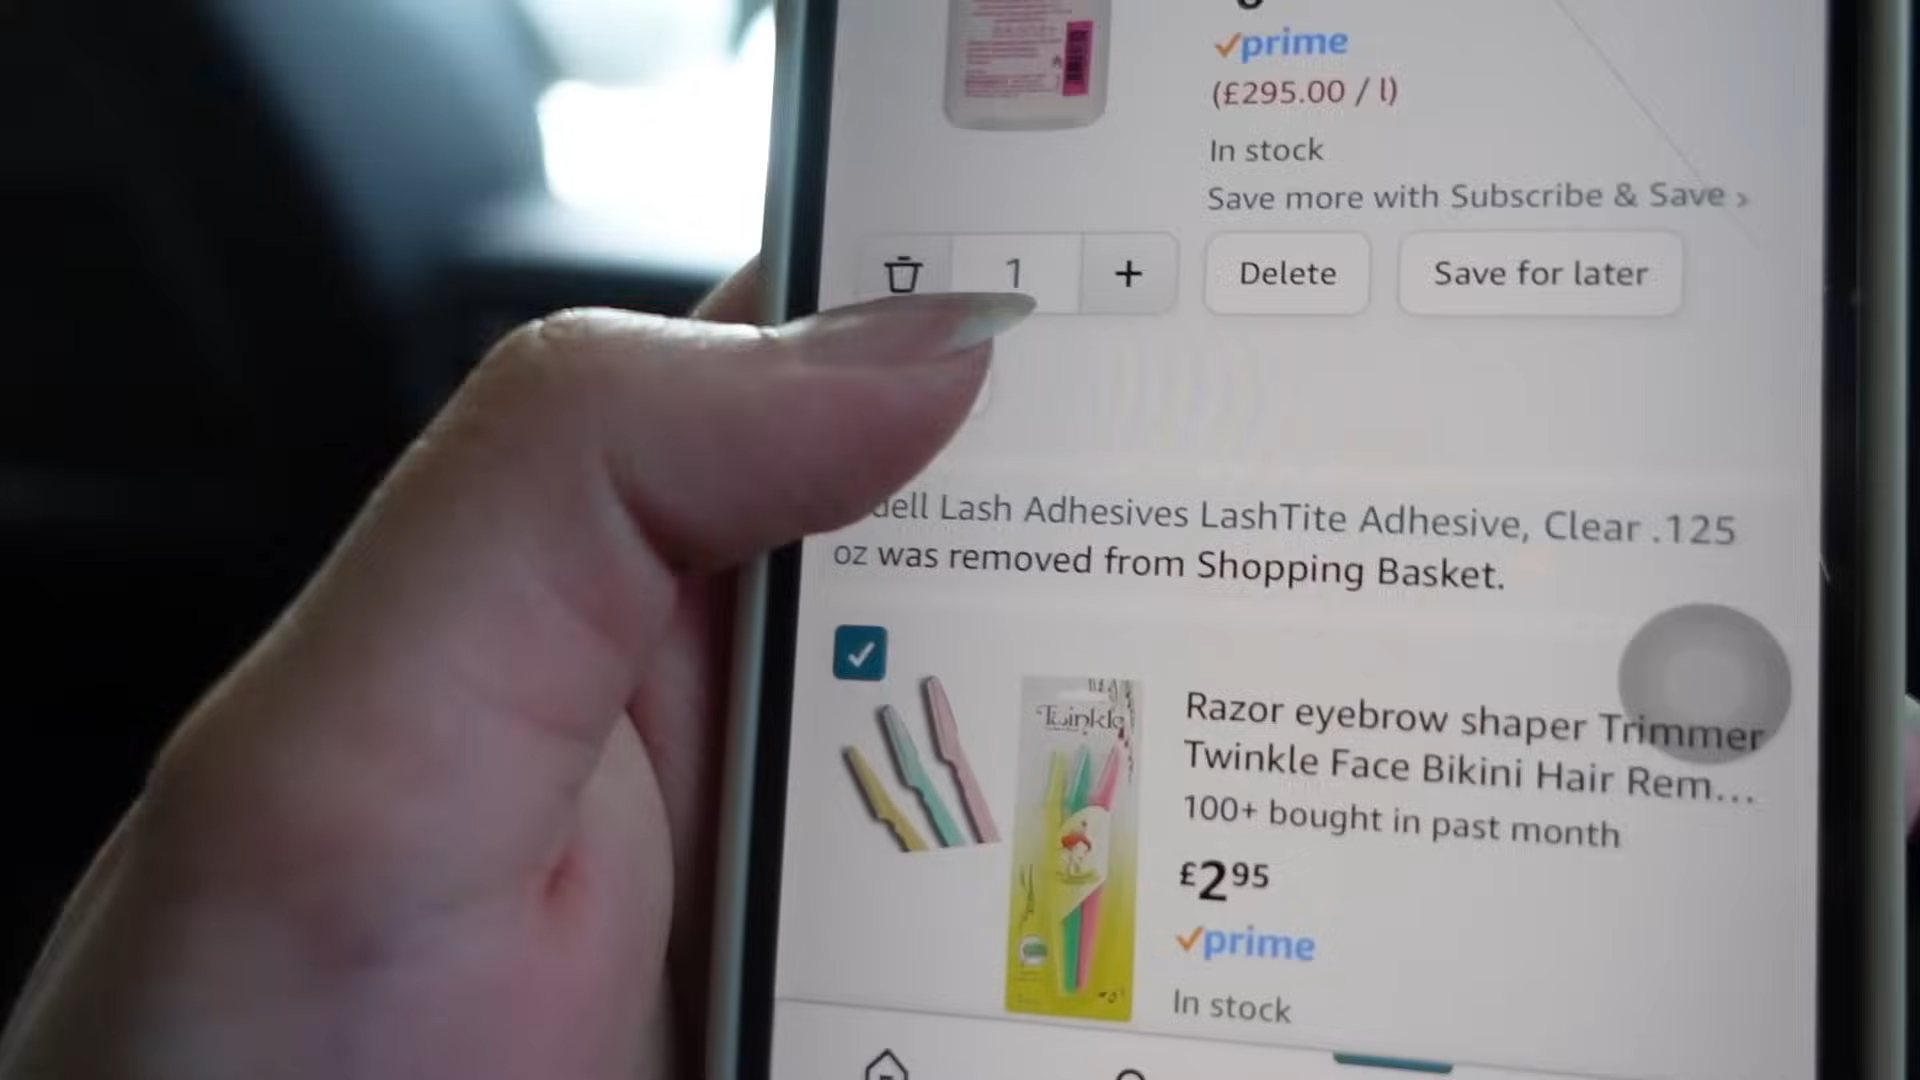 prime
(£295.00 / l)
In stock
Save more with Subscribe & Save ›
1 + Delete Save for later
dell Lash Adhesives LashTite Adhesive, Clear .125
oz was removed from Shopping Basket.
Twinkle
Razor eyebrow shaper Trimmer
Twinkle Face Bikini Hair Rem...
100+ bought in past month
£295
prime
In stock